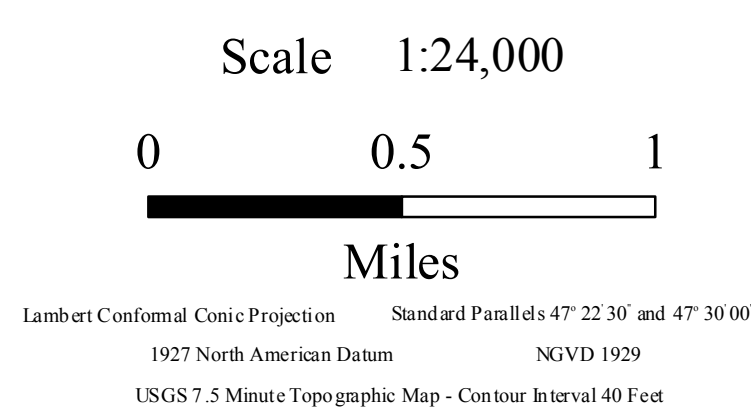 Scale 1:24,000
0 0.5 1
Miles
Lambert Conformal Conic Projection Standard Parallels 47° 22' 30" and 47° 30' 00"
1927 North American Datum NGVD 1929
USGS 7.5 Minute Topographic Map - Contour Interval 40 Feet